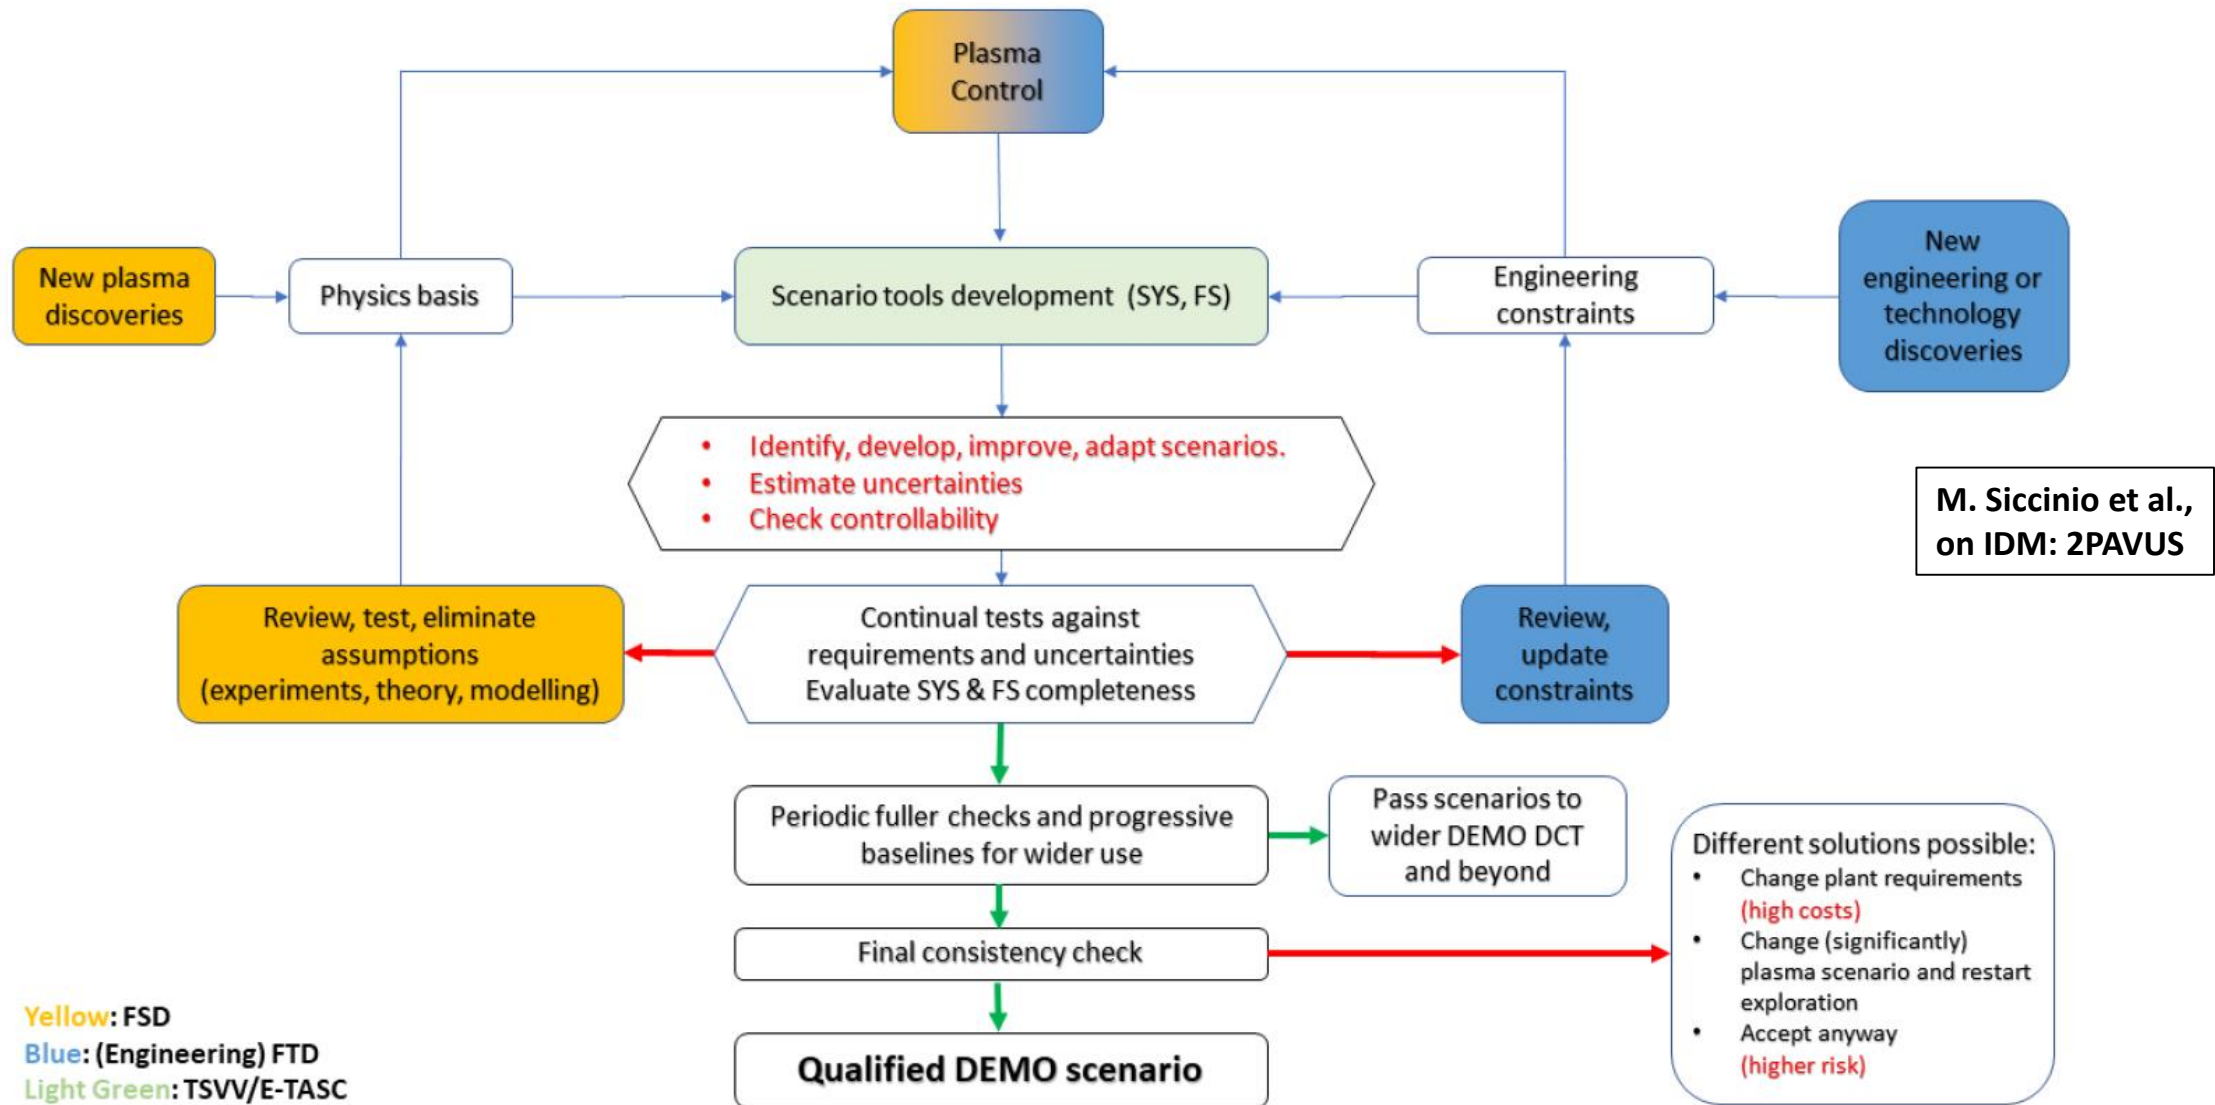 Plasma
Control
New plasma
discoveries
Physics basis
Scenario tools development (SYS, FS)
Engineering
constraints
New
engineering or
technology
discoveries
• Identify, develop, improve, adapt scenarios.
• Estimate uncertainties
• Check controllability
M. Siccinio et al.,
on IDM: 2PAVUS
Review, test, eliminate
assumptions
(experiments, theory, modelling)
Continual tests against
requirements and uncertainties
Evaluate SYS & FS completeness
Review,
update
constraints
Periodic fuller checks and progressive
baselines for wider use
Pass scenarios to
wider DEMO DCT
and beyond
Different solutions possible:
• Change plant requirements
(high costs)
• Change (significantly)
plasma scenario and restart
exploration
• Accept anyway
(higher risk)
Final consistency check
Qualified DEMO scenario
Yellow: FSD
Blue: (Engineering) FTD
Light Green: TSVV/E-TASC